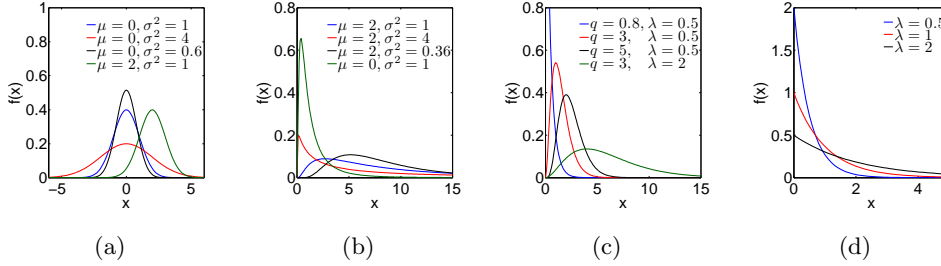 μ = 0, σ² = 1
μ = 0, σ² = 4
μ = 0, σ² = 0.6
μ = 2, σ² = 1
f(x)
1
0.8
0.6
0.4
0.2
0
−5 0 5
x
(a)
μ = 2, σ² = 1
μ = 2, σ² = 4
μ = 2, σ² = 0.36
μ = 0, σ² = 1
f(x)
0.8
0.6
0.4
0.2
0
0 5 10 15
x
(b)
q = 0.8, λ = 0.5
q = 3, λ = 0.5
q = 5, λ = 0.5
q = 3, λ = 2
f(x)
0.8
0.6
0.4
0.2
0
0 5 10 15
x
(c)
λ = 0.5
λ = 1
λ = 2
f(x)
2
1.5
1
0.5
0
0 2 4
x
(d)